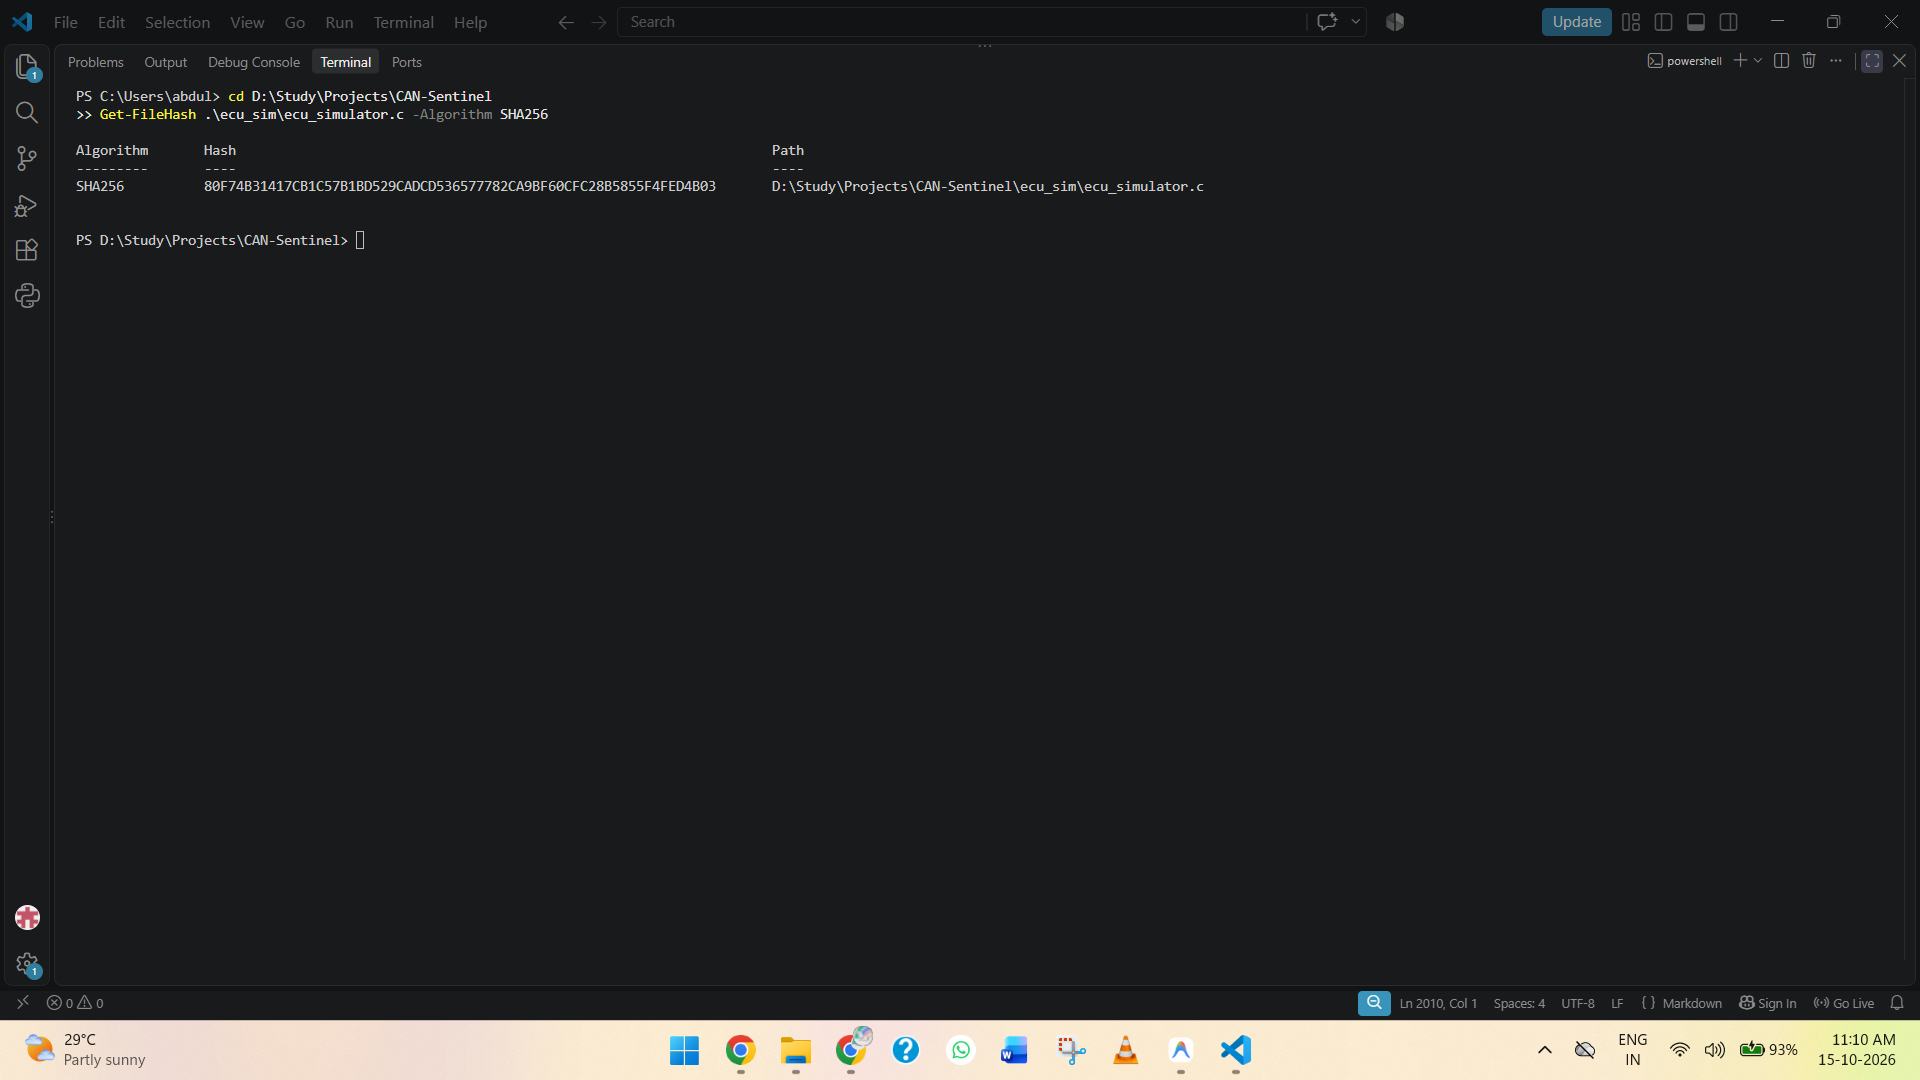 File Edit Selection View Go Run Terminal Help Search Update
Problems Output Debug Console Terminal Ports powershell
1
PS C:\Users\abdul> cd D:\Study\Projects\CAN-Sentinel
>> Get-FileHash .\ecu_sim\ecu_simulator.c -Algorithm SHA256
Algorithm Hash Path
--------- ---- ----
SHA256 80F74B31417CB1C57B1BD529CADCD536577782CA9BF60CFC28B5855F4FED4B03 D:\Study\Projects\CAN-Sentinel\ecu_sim\ecu_simulator.c
PS D:\Study\Projects\CAN-Sentinel>
1
0 0 Ln 2010, Col 1 Spaces: 4 UTF-8 LF { } Markdown Sign In Go Live
29°C
Partly sunny
W
ENG
IN
93%
11:10 AM
15-10-2026